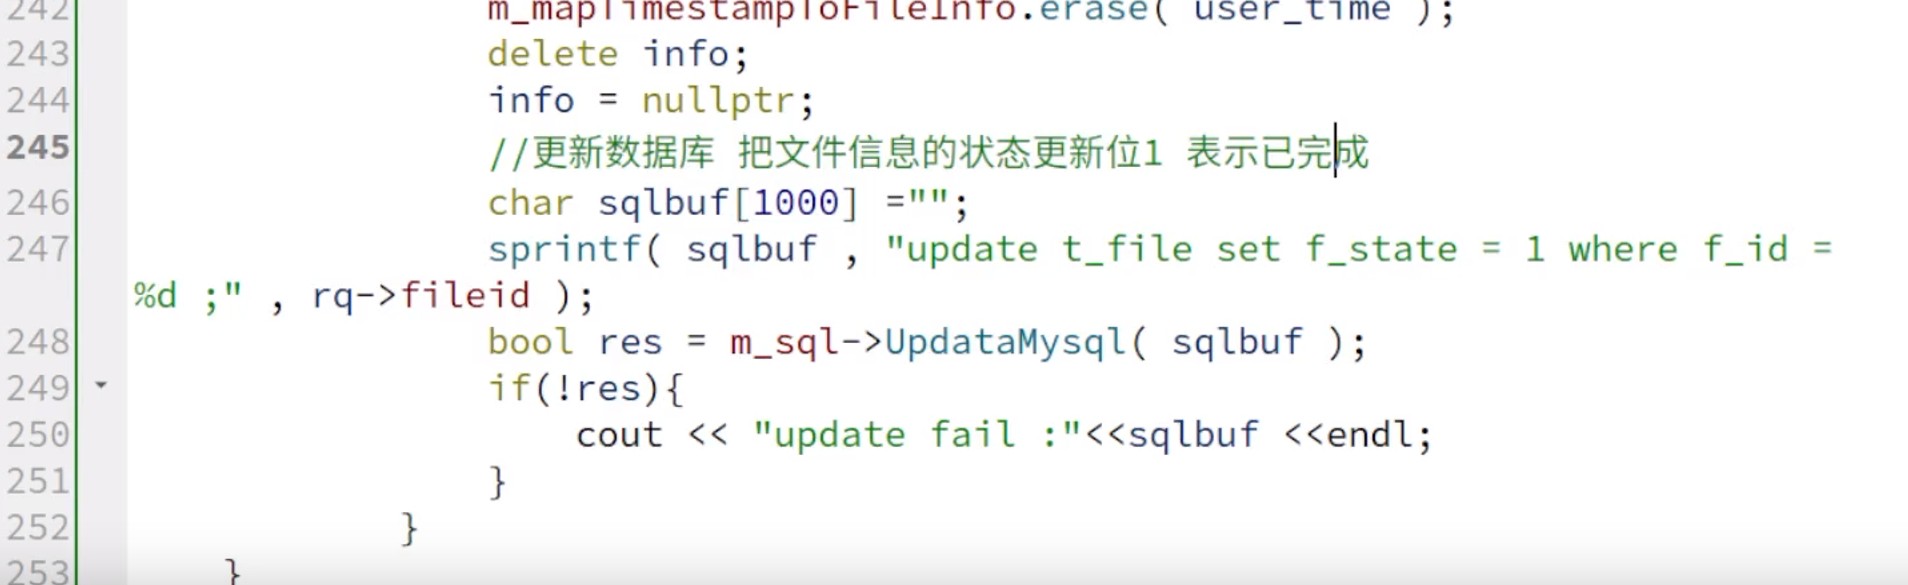 242 m_mapTimestampToFileInfo.erase( user_time );
243 delete info;
244 info = nullptr;
245 //更新数据库 把文件信息的状态更新位1 表示已完成
246 char sqlbuf[1000] ="";
247 sprintf( sqlbuf , "update t_file set f_state = 1 where f_id =
%d ;" , rq->fileid );
248 bool res = m_sql->UpdataMysql( sqlbuf );
249 if(!res){
250 cout << "update fail :"<<sqlbuf <<endl;
251 }
252 }
253 }